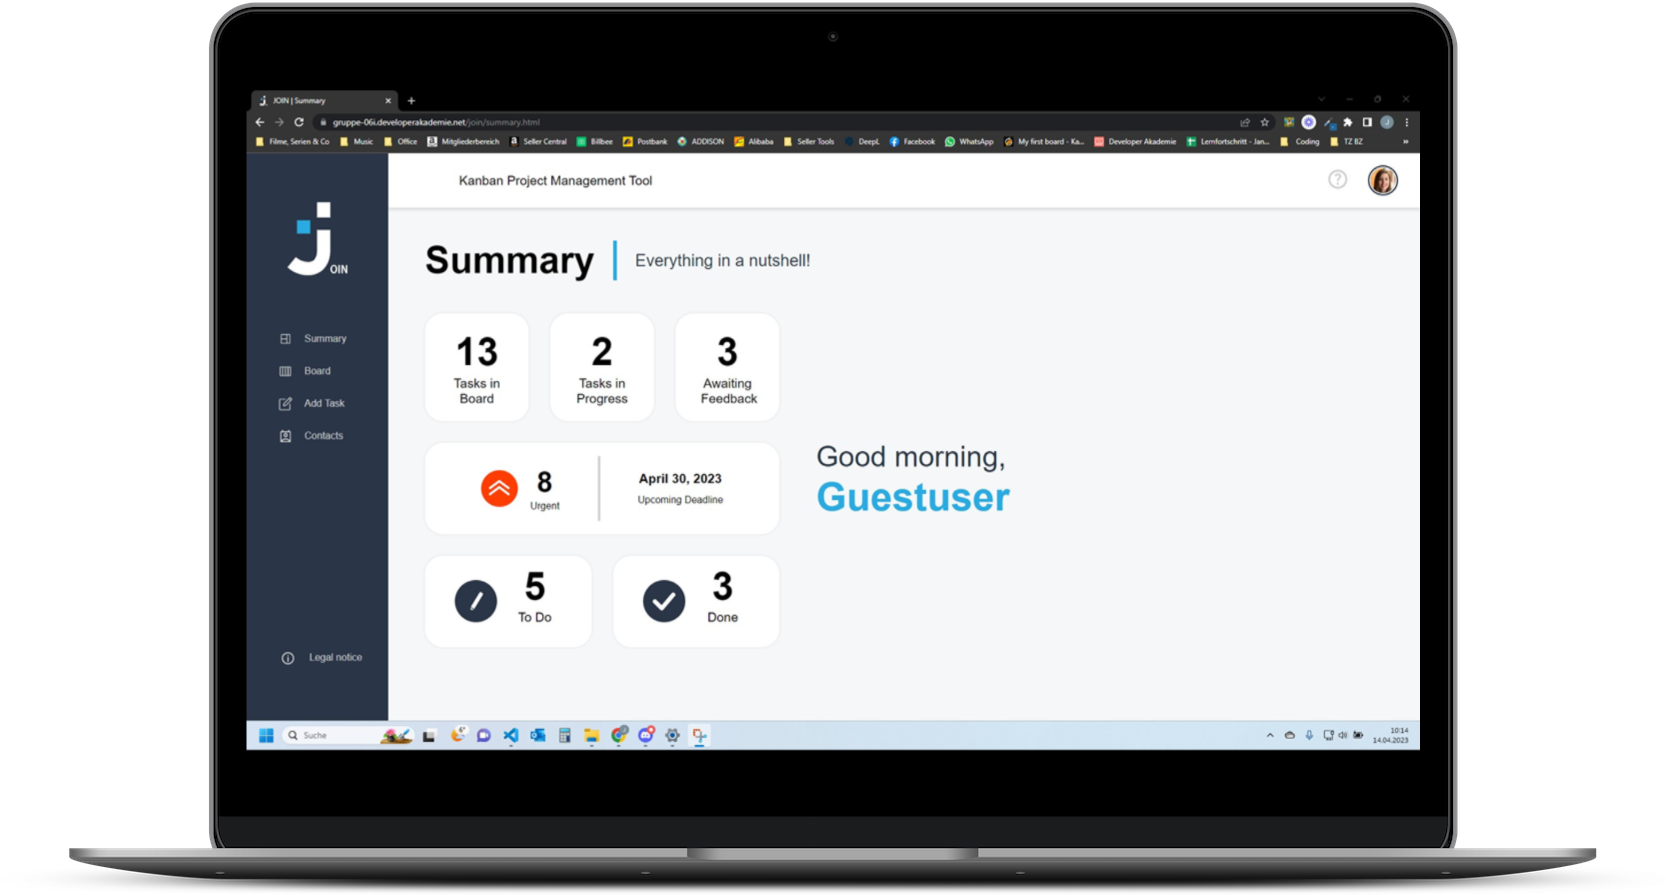 JOIN | Summary
gruppe-06i.developerakademie.net/join/summary.html
Filme, Serien & Co Music Office Mitgliederbereich Seller Central Billbee Postbank ADDISON Alibaba Seller Tools DeepL Facebook WhatsApp My first board - Ka... Developer Akademie Lernfortschritt - Jan... Coding TZ BZ »
Kanban Project Management Tool
JOIN
Summary
Board
Add Task
Contacts
Legal notice
Summary
Everything in a nutshell!
13
Tasks in
Board
2
Tasks in
Progress
3
Awaiting
Feedback
8
Urgent
April 30, 2023
Upcoming Deadline
5
To Do
3
Done
Good morning,
Guestuser
Suche
10:14
14.04.2023